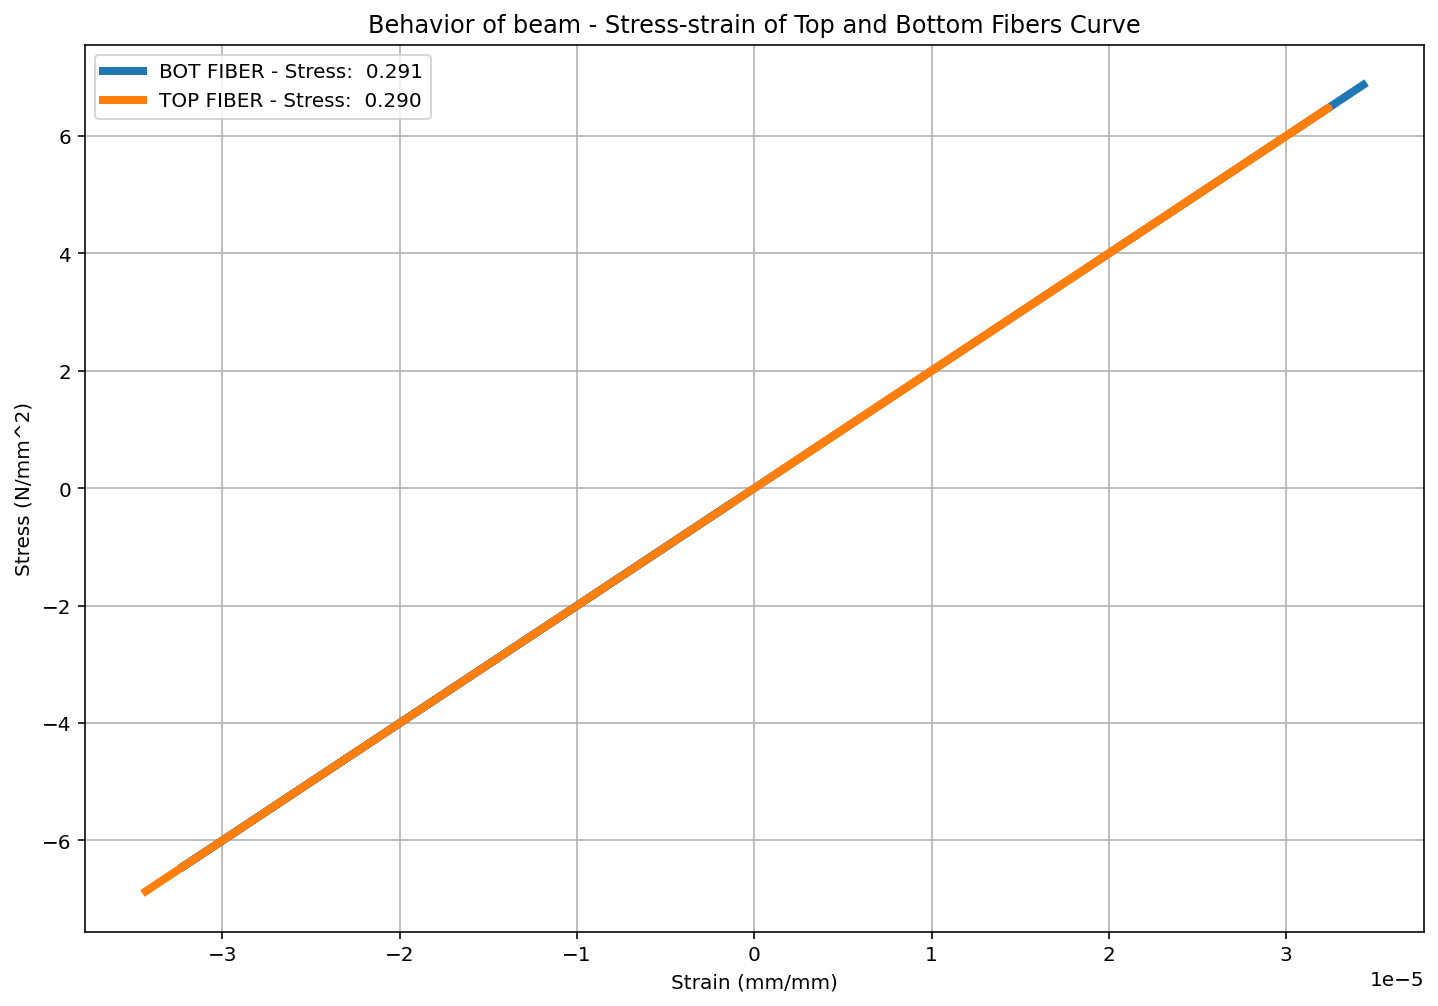 Behavior of beam - Stress-strain of Top and Bottom Fibers Curve
BOT FIBER - Stress:  0.291
TOP FIBER - Stress:  0.290
6
4
2
0
−2
−4
−6
Stress (N/mm^2)
−3
−2
−1
0
1
2
3
1e−5
Strain (mm/mm)